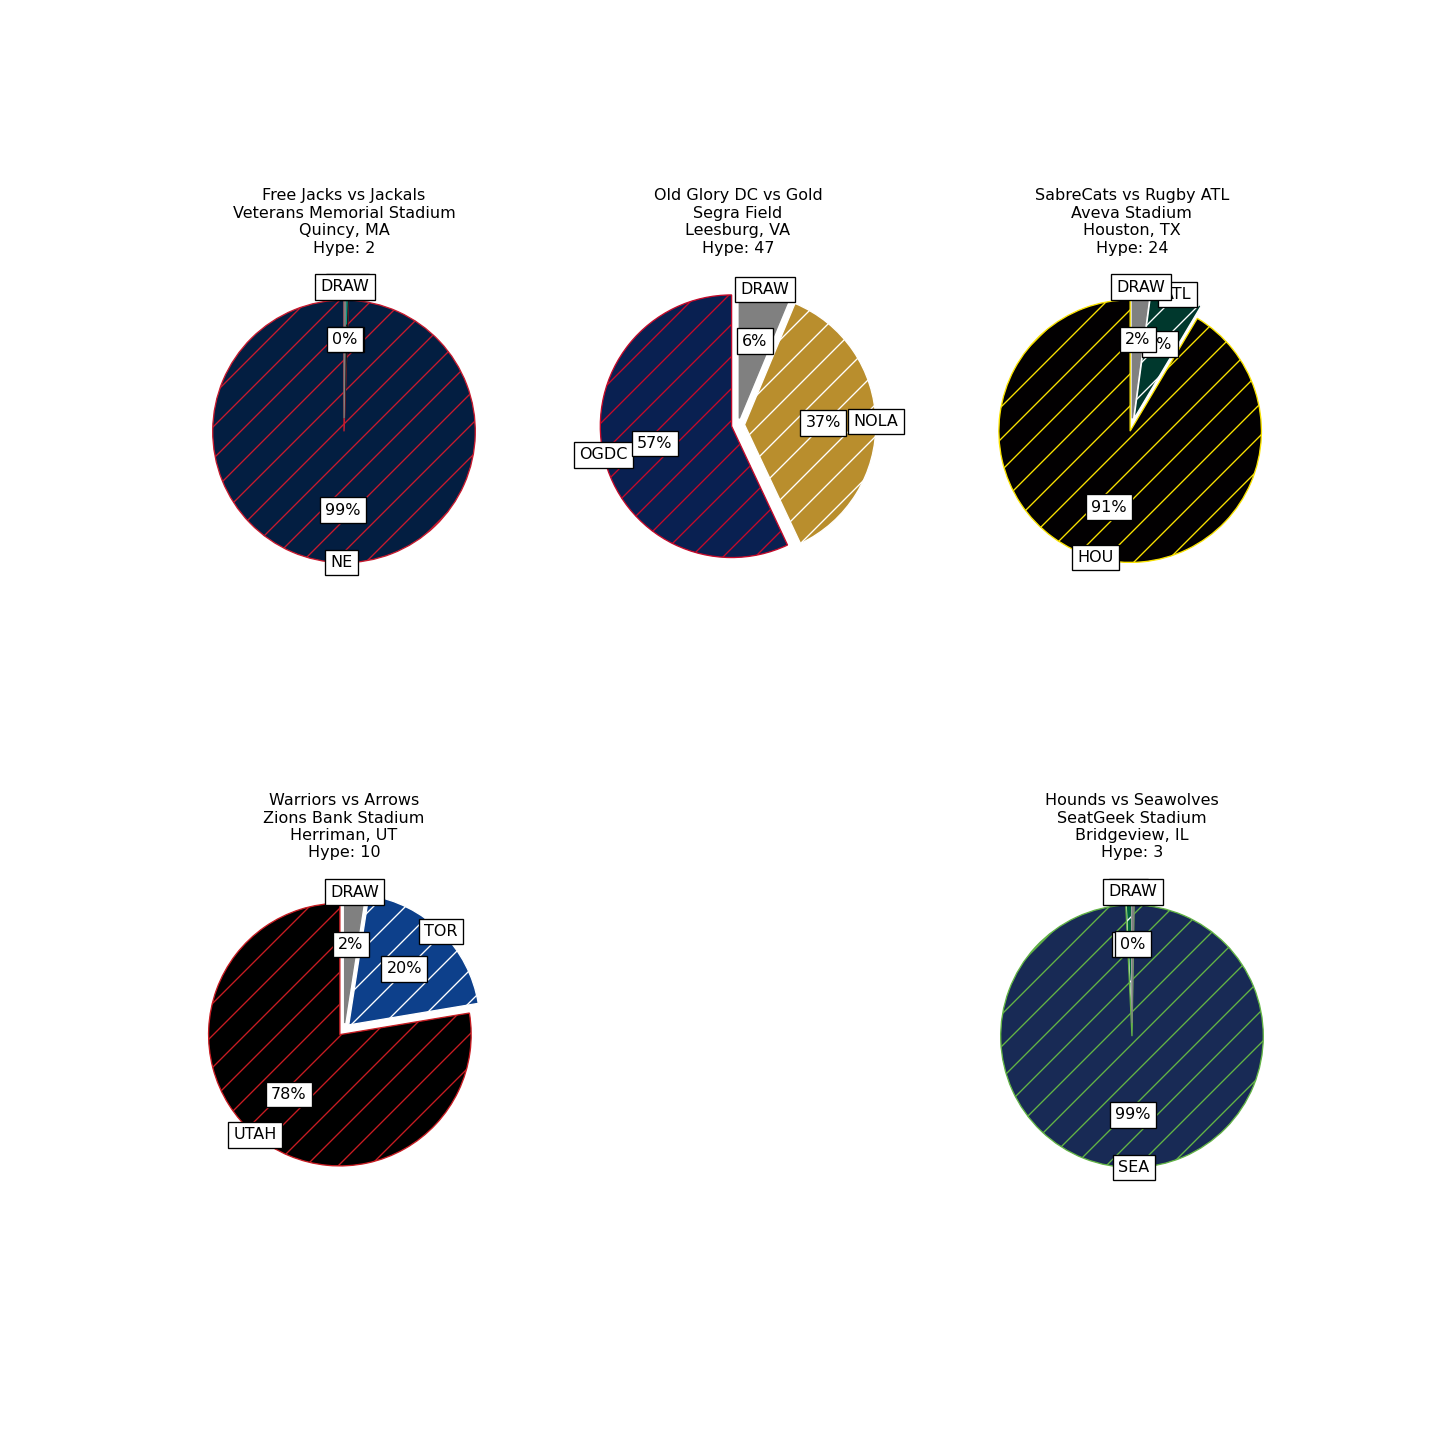 Free Jacks vs Jackals
Veterans Memorial Stadium
Quincy, MA
Hype: 2
DRAW
0%
99%
NE
Old Glory DC vs Gold
Segra Field
Leesburg, VA
Hype: 47
DRAW
6%
37%
NOLA
57%
OGDC
SabreCats vs Rugby ATL
Aveva Stadium
Houston, TX
Hype: 24
DRAW
2%
91%
HOU
Warriors vs Arrows
Zions Bank Stadium
Herriman, UT
Hype: 10
DRAW
TOR
2%
20%
78%
UTAH
Hounds vs Seawolves
SeatGeek Stadium
Bridgeview, IL
Hype: 3
DRAW
0%
99%
SEA